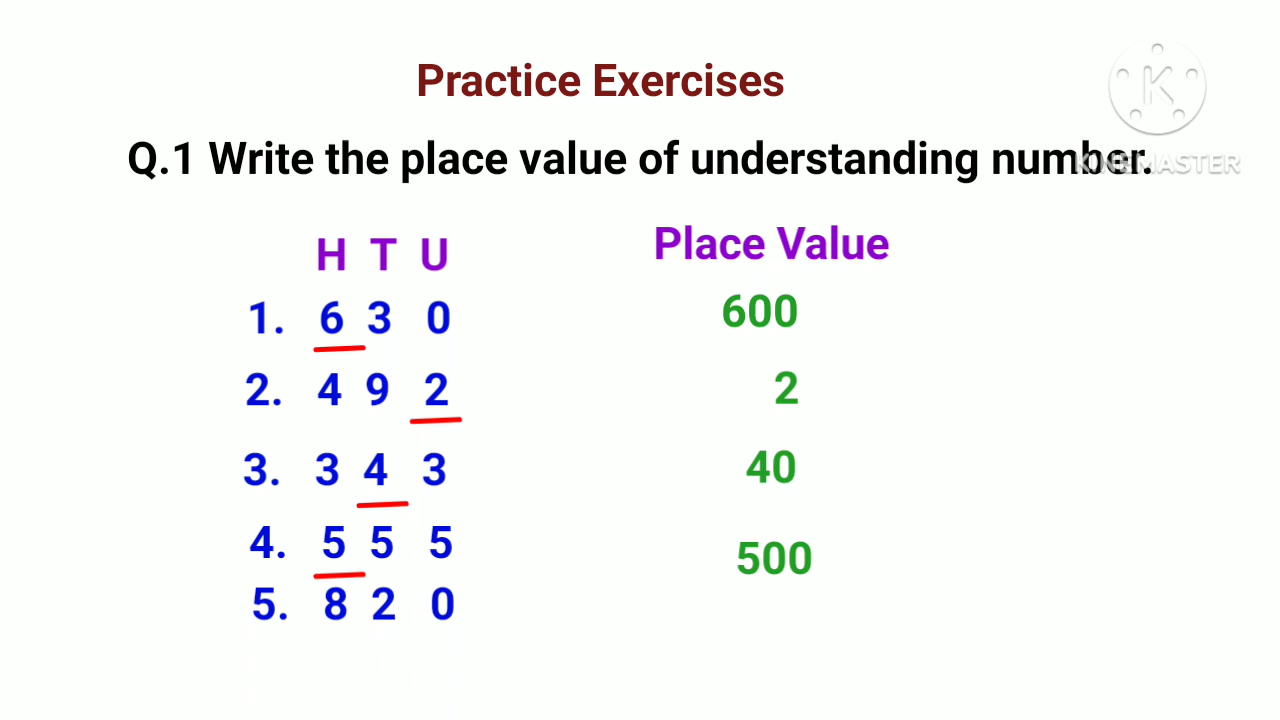 Practice Exercises
Q.1 Write the place value of understanding number.
K
KINEMASTER
H T U Place Value
1. 6 3 0 600
2. 4 9 2 2
3. 3 4 3 40
4. 5 5 5 500
5. 8 2 0